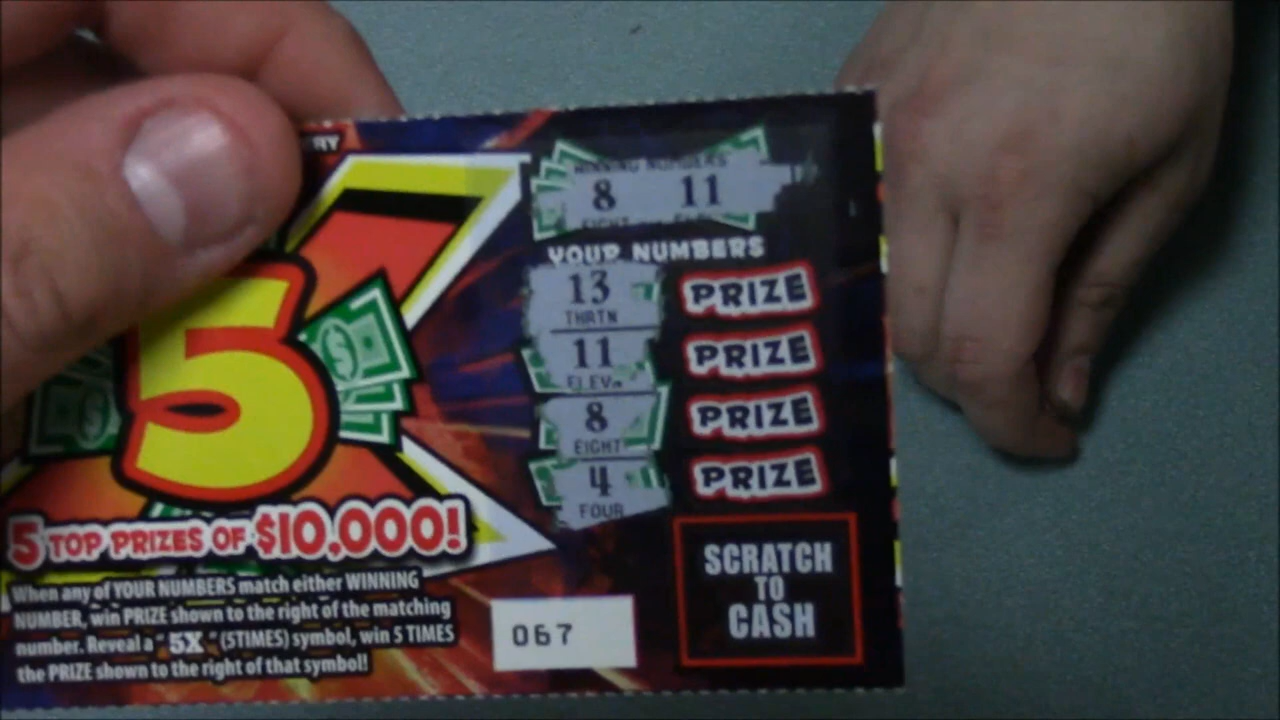 RY
WINNING NUMBERS
8 11
EIGHT
YOUR NUMBERS
13 PRIZE
THRTN
11 PRIZE
ELEVN
8 PRIZE
EIGHT
4 PRIZE
FOUR
5
5 TOP PRIZES OF $10,000!
When any of YOUR NUMBERS match either WINNING
NUMBER, win PRIZE shown to the right of the matching
number. Reveal a "5X" (5TIMES) symbol, win 5 TIMES
the PRIZE shown to the right of that symbol!
067
SCRATCH
TO
CASH